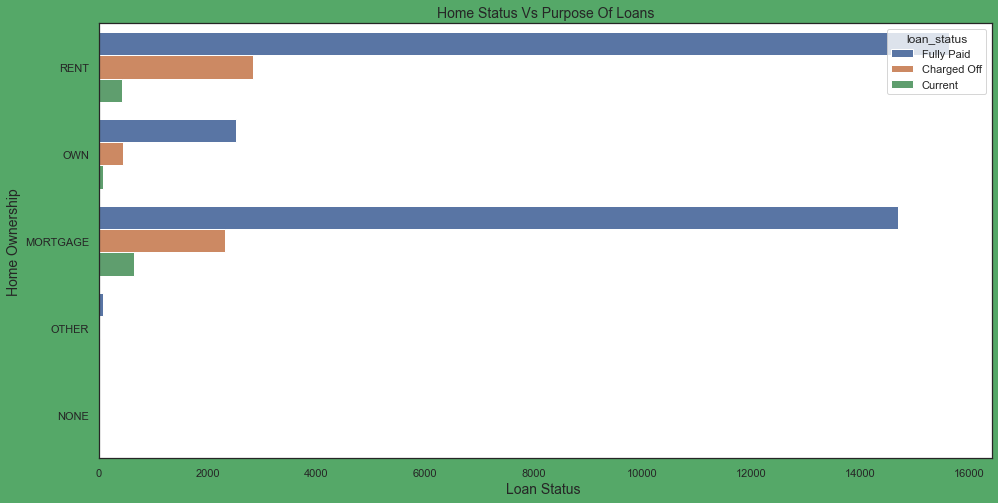 Home Status Vs Purpose Of Loans
loan_status
Fully Paid
Charged Off
Current
Home Ownership
RENT
OWN
MORTGAGE
OTHER
NONE
0 2000 4000 6000 8000 10000 12000 14000 16000
Loan Status